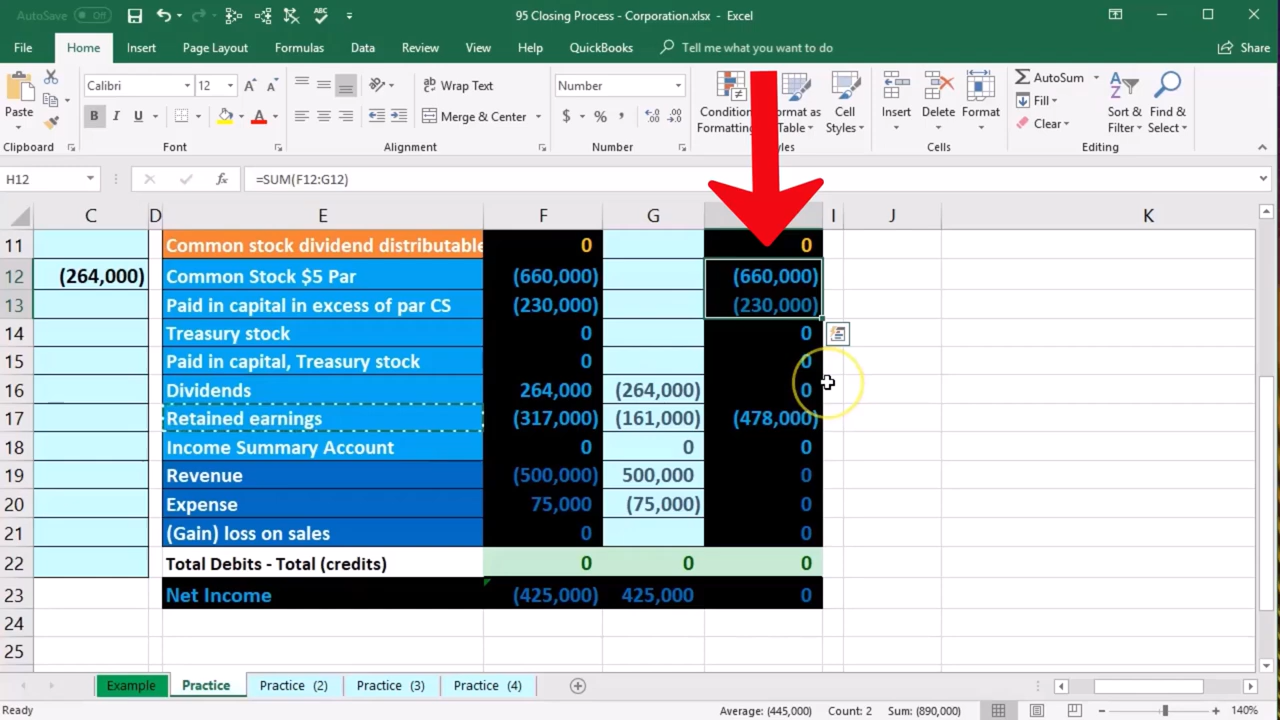 AutoSave Off 95 Closing Process - Corporation.xlsx - Excel
File Home Insert Page Layout Formulas Data Review View Help QuickBooks Tell me what you want to do Share
Paste
Clipboard
Calibri 12
B I U
Font
Wrap Text
Merge & Center
Alignment
Number
$ % ,
Number
Formatting
Table
Cell
Styles
Insert
Delete
Format
Cells
AutoSum
Fill
Clear
Sort & Filter
Find & Select
Editing
H12 fx =SUM(F12:G12)
C D E F G I J K
11 Common stock dividend distributable 0 0
12 (264,000) Common Stock $5 Par (660,000) (660,000)
13 Paid in capital in excess of par CS (230,000) (230,000)
14 Treasury stock 0 0
15 Paid in capital, Treasury stock 0 0
16 Dividends 264,000 (264,000) 0
17 Retained earnings (317,000) (161,000) (478,000)
18 Income Summary Account 0 0 0
19 Revenue (500,000) 500,000 0
20 Expense 75,000 (75,000) 0
21 (Gain) loss on sales 0 0
22 Total Debits - Total (credits) 0 0 0
23 Net Income (425,000) 425,000 0
24
25
Example Practice Practice (2) Practice (3) Practice (4)
Ready Average: (445,000) Count: 2 Sum: (890,000) 140%